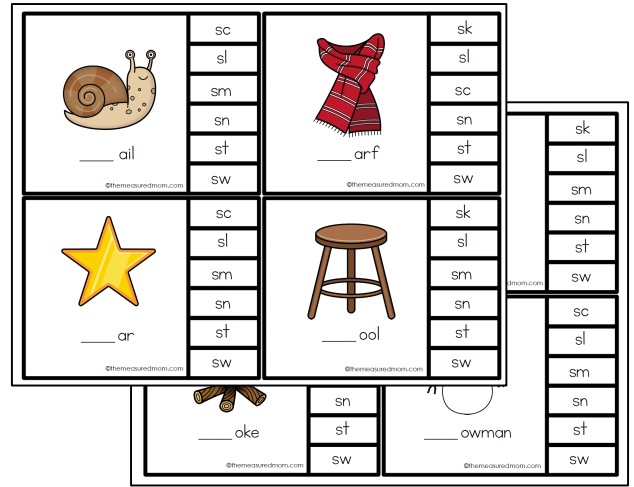 sc
sl
sm
sn
st
sw
____ ail
©themeasuredmom.com
sk
sl
sc
sn
st
sw
____ arf
©themeasuredmom.com
sc
sl
sm
sn
st
sw
____ ar
©themeasuredmom.com
sk
sl
sm
sn
st
sw
____ ool
©themeasuredmom.com
sk
sl
sm
sn
st
sw
dmom.com
sn
st
sw
____ oke
©themeasuredmom.com
sc
sl
sm
sn
st
sw
____ owman
©themeasuredmom.com